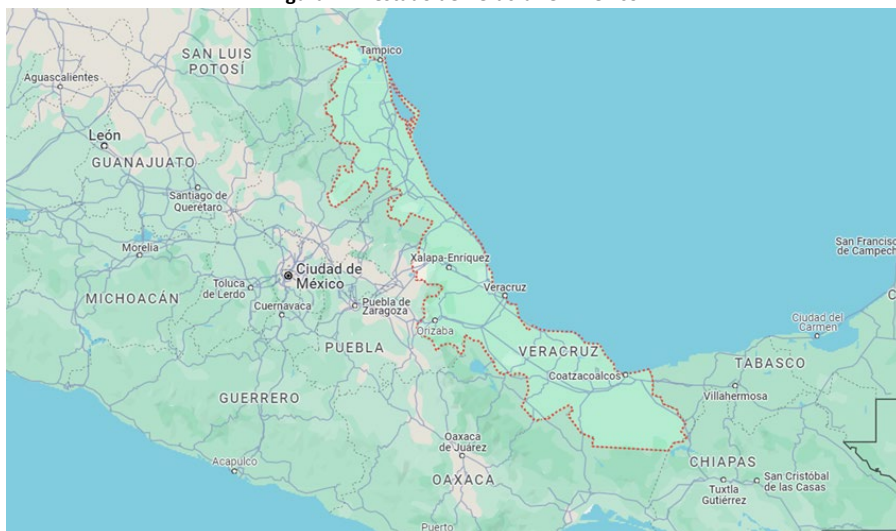 Tampico
SAN LUIS
POTOSÍ
Aguascalientes
León
GUANAJUATO
Santiago de
Querétaro
Morelia
Ciudad de
México
Toluca
de Lerdo
Cuernavaca
MICHOACÁN
Xalapa-Enríquez
Veracruz
Puebla de
Zaragoza
Orizaba
PUEBLA
VERACRUZ
Coatzacoalcos
San Francisco
de Campech
Ciudad del
Carmen
TABASCO
Villahermosa
GUERRERO
Acapulco
Oaxaca
de Juárez
OAXACA
CHIAPAS
Tuxtla
Gutiérrez
San Cristóbal
de las Casas
Puerto